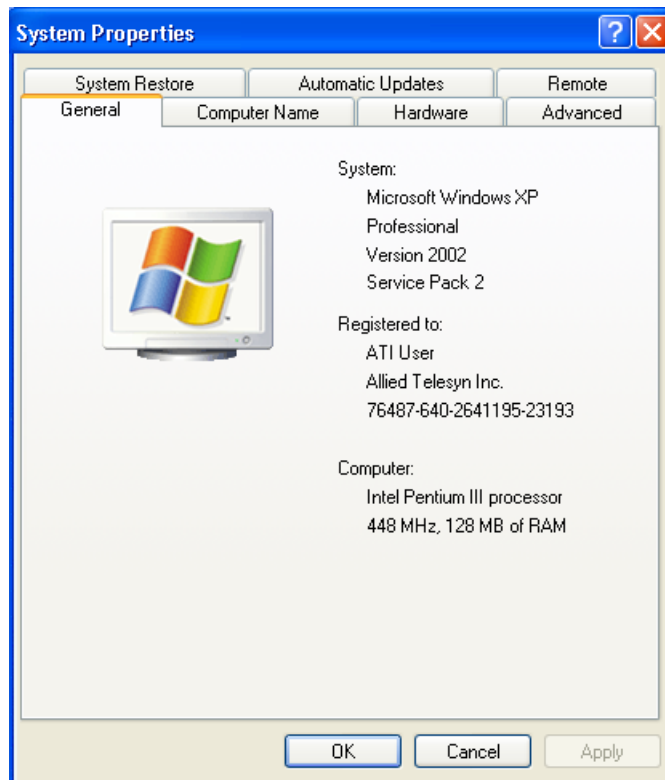 System Properties
System Restore Automatic Updates Remote
General Computer Name Hardware Advanced
System:
Microsoft Windows XP
Professional
Version 2002
Service Pack 2
Registered to:
ATI User
Allied Telesyn Inc.
76487-640-2641195-23193
Computer:
Intel Pentium III processor
448 MHz, 128 MB of RAM
OK Cancel Apply